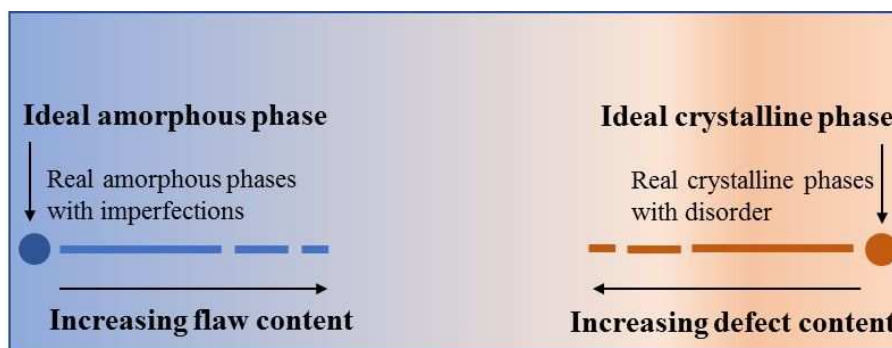 Ideal amorphous phase
Real amorphous phases
with imperfections
Increasing flaw content
Ideal crystalline phase
Real crystalline phases
with disorder
Increasing defect content